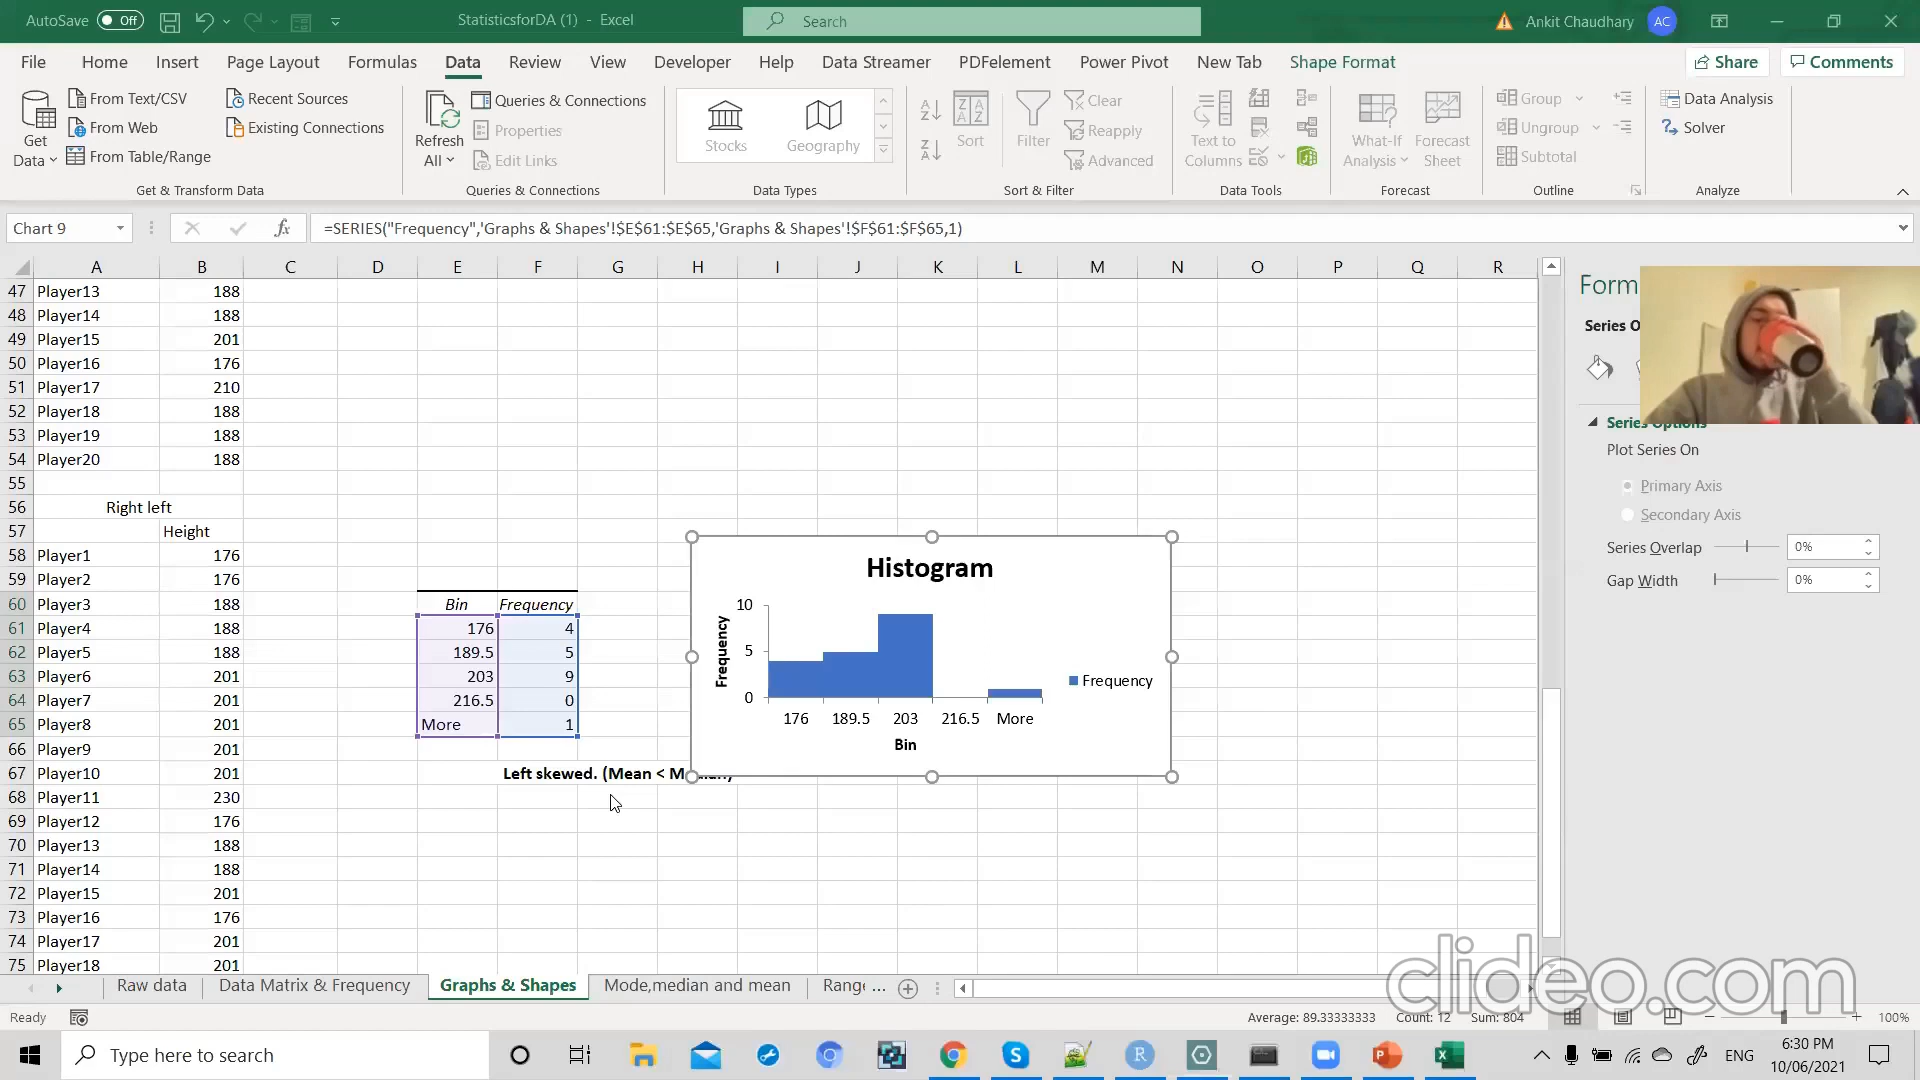 AutoSave Off
StatisticsforDA (1) - Excel
Search
Ankit Chaudhary AC
File Home Insert Page Layout Formulas Data Review View Developer Help Data Streamer PDFelement Power Pivot New Tab Shape Format Share Comments
Get Data
From Text/CSV
From Web
From Table/Range
Recent Sources
Existing Connections
Get & Transform Data
Refresh All
Queries & Connections
Properties
Edit Links
Queries & Connections
Stocks Geography
Data Types
Sort
Filter
Clear
Reapply
Advanced
Sort & Filter
Text to Columns
Data Tools
What-If Analysis
Forecast Sheet
Forecast
Group
Ungroup
Subtotal
Outline
Data Analysis
Solver
Analyze
Chart 9
fx
=SERIES("Frequency",'Graphs & Shapes'!$E$61:$E$65,'Graphs & Shapes'!$F$61:$F$65,1)
A B C D E F G H I J K L M N O P Q R
47 Player13 188
48 Player14 188
49 Player15 201
50 Player16 176
51 Player17 210
52 Player18 188
53 Player19 188
54 Player20 188
55
56 Right left
57 Height
58 Player1 176
59 Player2 176
60 Player3 188 Bin Frequency
61 Player4 188 176 4
62 Player5 188 189.5 5
63 Player6 201 203 9
64 Player7 201 216.5 0
65 Player8 201 More 1
66 Player9 201
67 Player10 201 Left skewed. (Mean < M
68 Player11 230
69 Player12 176
70 Player13 188
71 Player14 188
72 Player15 201
73 Player16 176
74 Player17 201
75 Player18 201
Histogram
Frequency
10
5
0
176 189.5 203 216.5 More
Bin
Frequency
Form
Series O
Series Options
Plot Series On
Primary Axis
Secondary Axis
Series Overlap 0%
Gap Width 0%
Raw data Data Matrix & Frequency Graphs & Shapes Mode,median and mean Range ...
clideo.com
Ready
Average: 89.33333333 Count: 12 Sum: 804
100%
Type here to search
ENG
6:30 PM
10/06/2021